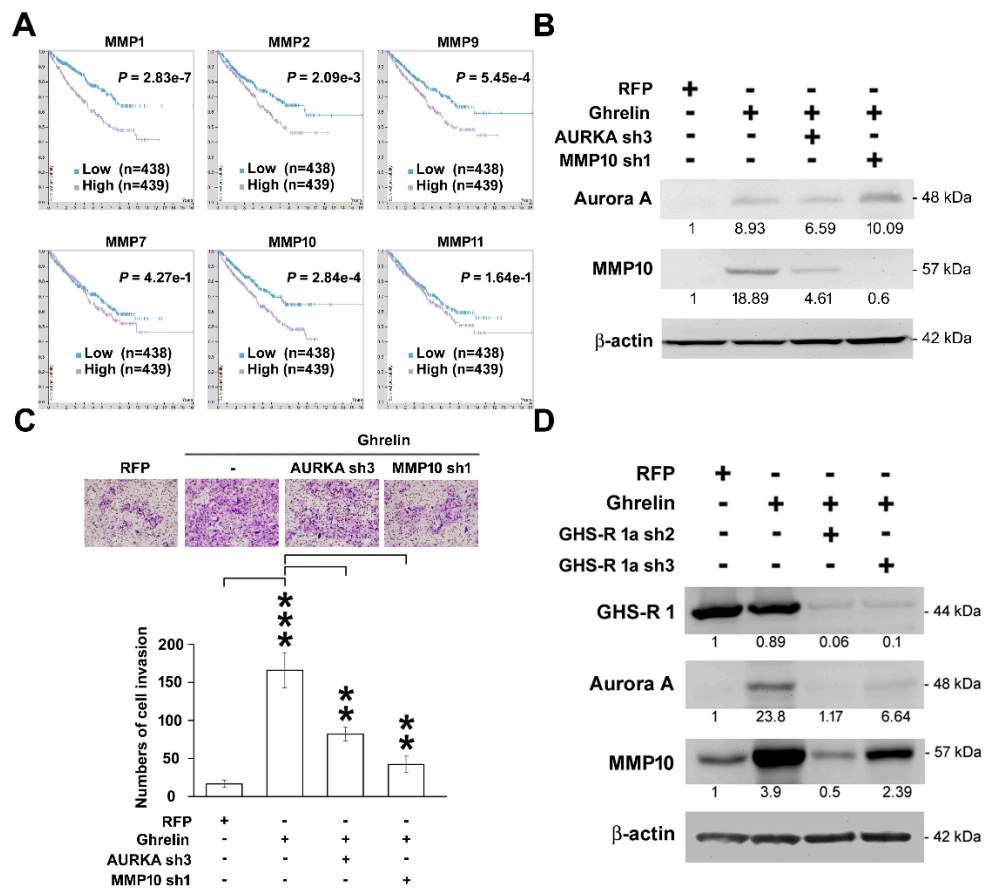 A
MMP1 MMP2 MMP9
P = 2.83e-7 P = 2.09e-3 P = 5.45e-4
Low (n=438) Low (n=438) Low (n=438)
High (n=439) High (n=439) High (n=439)
MMP7 MMP10 MMP11
P = 4.27e-1 P = 2.84e-4 P = 1.64e-1
Low (n=438) Low (n=438) Low (n=438)
High (n=439) High (n=439) High (n=439)
B
RFP + - - -
Ghrelin - + + +
AURKA sh3 - - + -
MMP10 sh1 - - - +
Aurora A - 48 kDa
1 8.93 6.59 10.09
MMP10 - 57 kDa
1 18.89 4.61 0.6
β-actin - 42 kDa
C
Ghrelin
RFP - AURKA sh3 MMP10 sh1
*** ** **
Numbers of cell invasion
200
150
100
50
0
RFP + - - -
Ghrelin - + + +
AURKA sh3 - - + -
MMP10 sh1 - - - +
D
RFP + - - -
Ghrelin - + + +
GHS-R 1a sh2 - - + -
GHS-R 1a sh3 - - - +
GHS-R 1 - 44 kDa
1 0.89 0.06 0.1
Aurora A - 48 kDa
1 23.8 1.17 6.64
MMP10 - 57 kDa
1 3.9 0.5 2.39
β-actin - 42 kDa